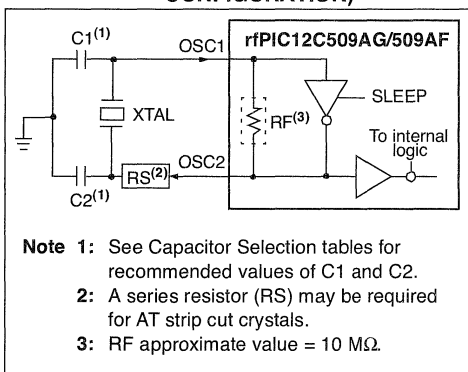 C1(1)
OSC1
rfPIC12C509AG/509AF
SLEEP
XTAL
RF(3)
To internal
logic
RS(2)
OSC2
C2(1)
Note 1: See Capacitor Selection tables for
recommended values of C1 and C2.
2: A series resistor (RS) may be required
for AT strip cut crystals.
3: RF approximate value = 10 MΩ.